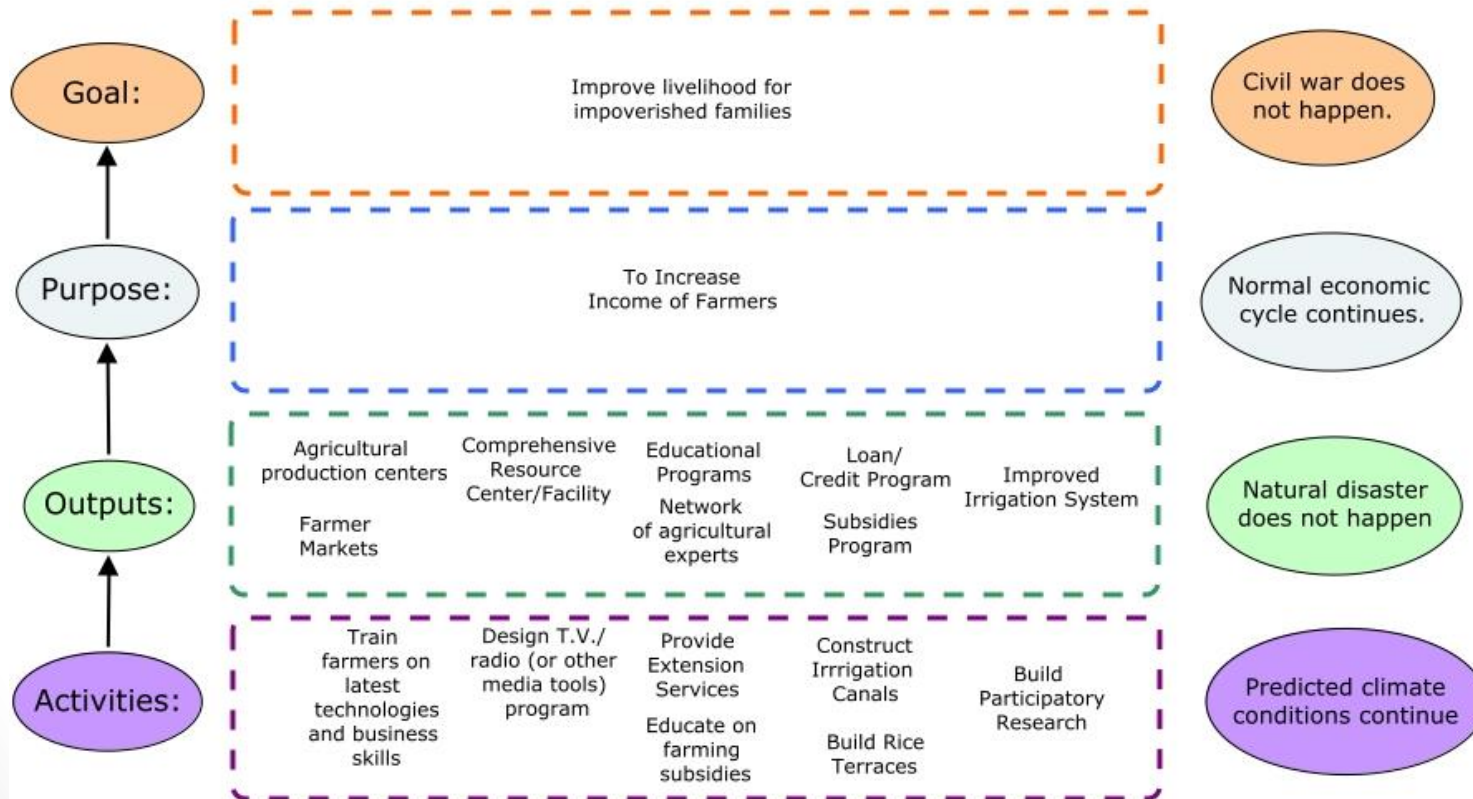 Goal:
Improve livelihood for
impoverished families
Civil war does
not happen.
Purpose:
To Increase
Income of Farmers
Normal economic
cycle continues.
Outputs:
Agricultural
production centers
Farmer
Markets
Comprehensive
Resource
Center/Facility
Educational
Programs
Network
of agricultural
experts
Loan/
Credit Program
Subsidies
Program
Improved
Irrigation System
Natural disaster
does not happen
Activities:
Train
farmers on
latest
technologies
and business
skills
Design T.V./
radio (or other
media tools)
program
Provide
Extension
Services
Educate on
farming
subsidies
Construct
Irrrigation
Canals
Build Rice
Terraces
Build
Participatory
Research
Predicted climate
conditions continue